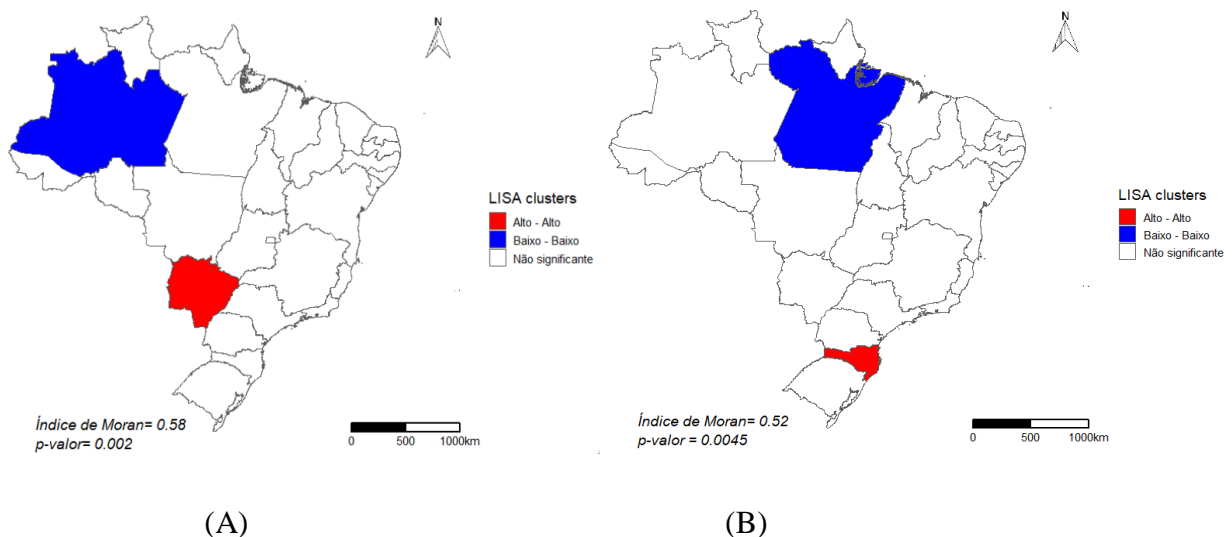 N
LISA clusters
Alto - Alto
Baixo - Baixo
Não significante
Índice de Moran= 0.58
p-valor= 0.002
0 500 1000km
(A)
N
LISA clusters
Alto - Alto
Baixo - Baixo
Não significante
Índice de Moran= 0.52
p-valor = 0.0045
0 500 1000km
(B)